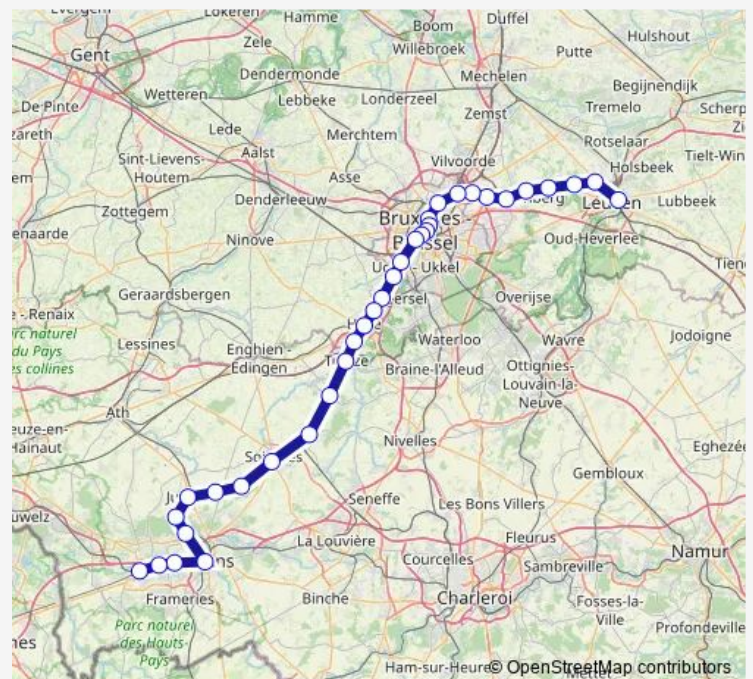 Lokeren
Hamme
Duffel
Hulshout
Boom
Gent
Zele
Willebroek
Putte
Dendermonde
Mechelen
Begijnendijk
Wetteren
Lebbeke
Londerzeel
De Pinte
Tremelo
Zemst
Lede
Merchtem
Rotselaar
Aalst
Tielt-Win
Sint-Lievens-
Houtem
Vilvoorde
Holsbeek
Asse
Denderleeuw
Lubbeek
Zottegem
Ninove
Oud-Heverlee
Geraardsbergen
Overijse
Renaix
Parc naturel
du Pays
des collines
Lessines
Enghien -
Edingen
Waterloo
Wavre
Jodoigne
Braine-l'Alleud
Ottignies-
Louvain-la-
Neuve
Ath
Nivelles
Gembloux
Seneffe
Les Bons Villers
La Louvière
Fleurus
Courcelles
Sambreville
Namur
Frameries
Binche
Charleroi
Fosses-la-
Ville
Parc naturel
des Hauts-
Pays
Profondeville
Ham-sur-Heure
© OpenStreetMap contributors